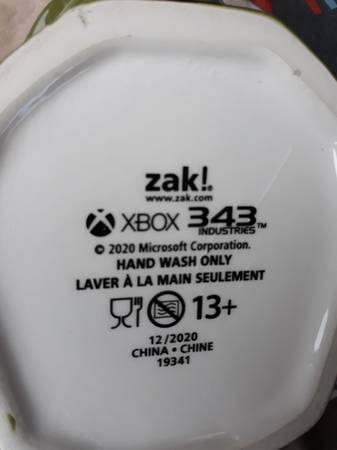 zak!®
www.zak.com
XBOX 343 INDUSTRIES™
© 2020 Microsoft Corporation.
HAND WASH ONLY
LAVER À LA MAIN SEULEMENT
13+
12/2020
CHINA • CHINE
19341